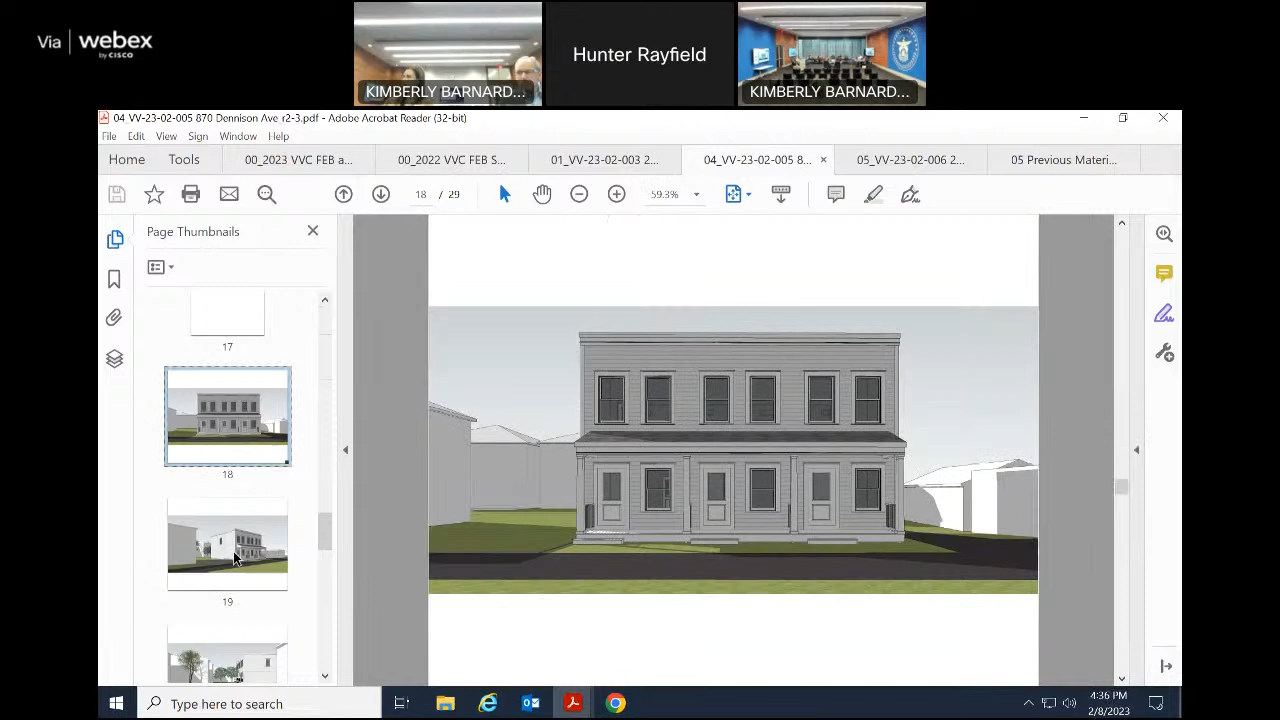 Via | webex
by CISCO
KIMBERLY BARNARD...
Hunter Rayfield
KIMBERLY BARNARD...
04_VV-23-02-005 870 Dennison Ave_r2-3.pdf - Adobe Acrobat Reader (32-bit)
File Edit View Sign Window Help
Home Tools 00_2023 VVC FEB a... 00_2022 VVC FEB S... 01_VV-23-02-003 2... 04_VV-23-02-005 8... × 05_VV-23-02-006 2... 05 Previous Materi...
18 / 29 59.3%
Page Thumbnails
17
18
19
Type here to search
4:36 PM
2/8/2023